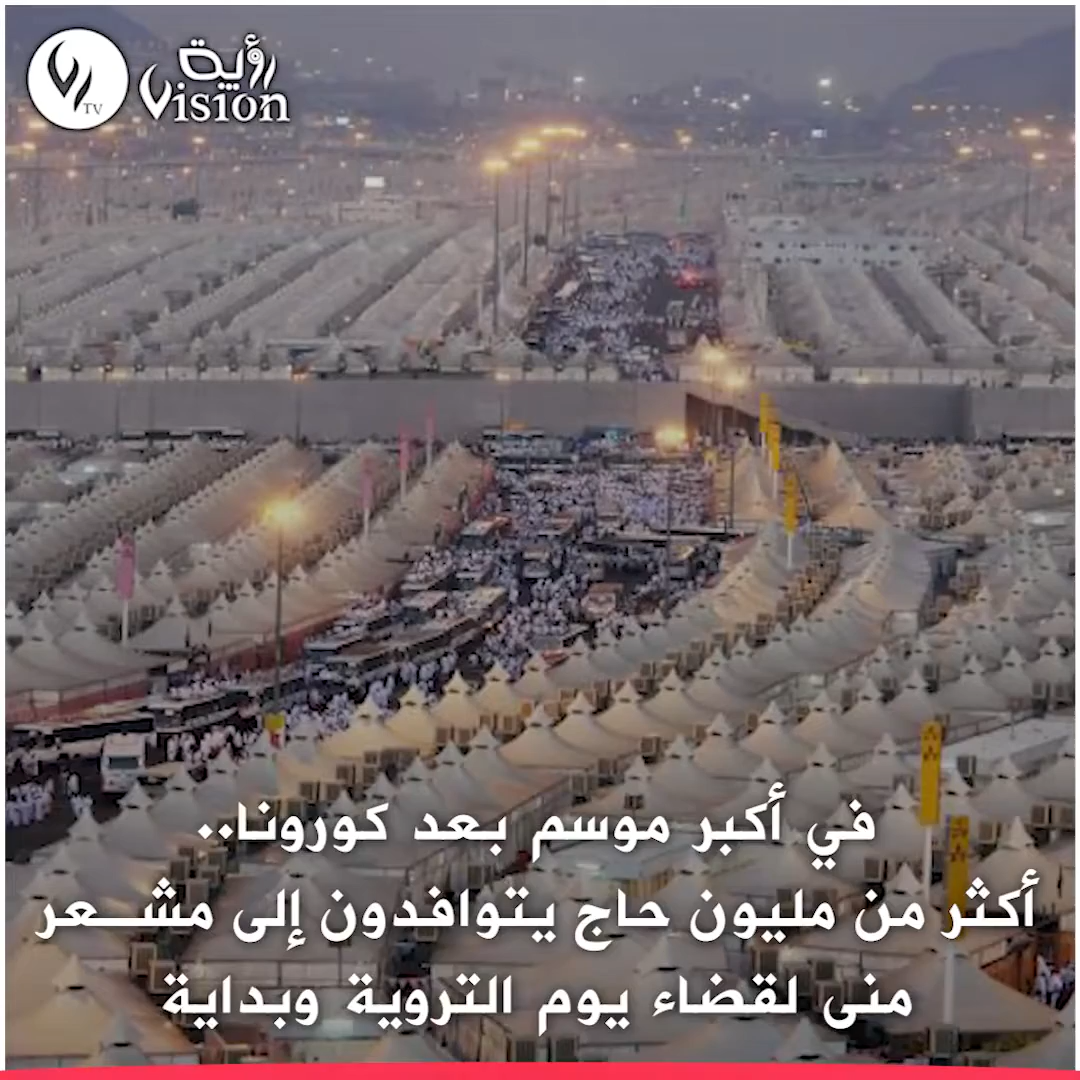 رؤية
Vision
TV
في أكبر موسم بعد كورونا..
أكثر من مليون حاج يتوافدون إلى مشعر
منى لقضاء يوم التروية وبداية